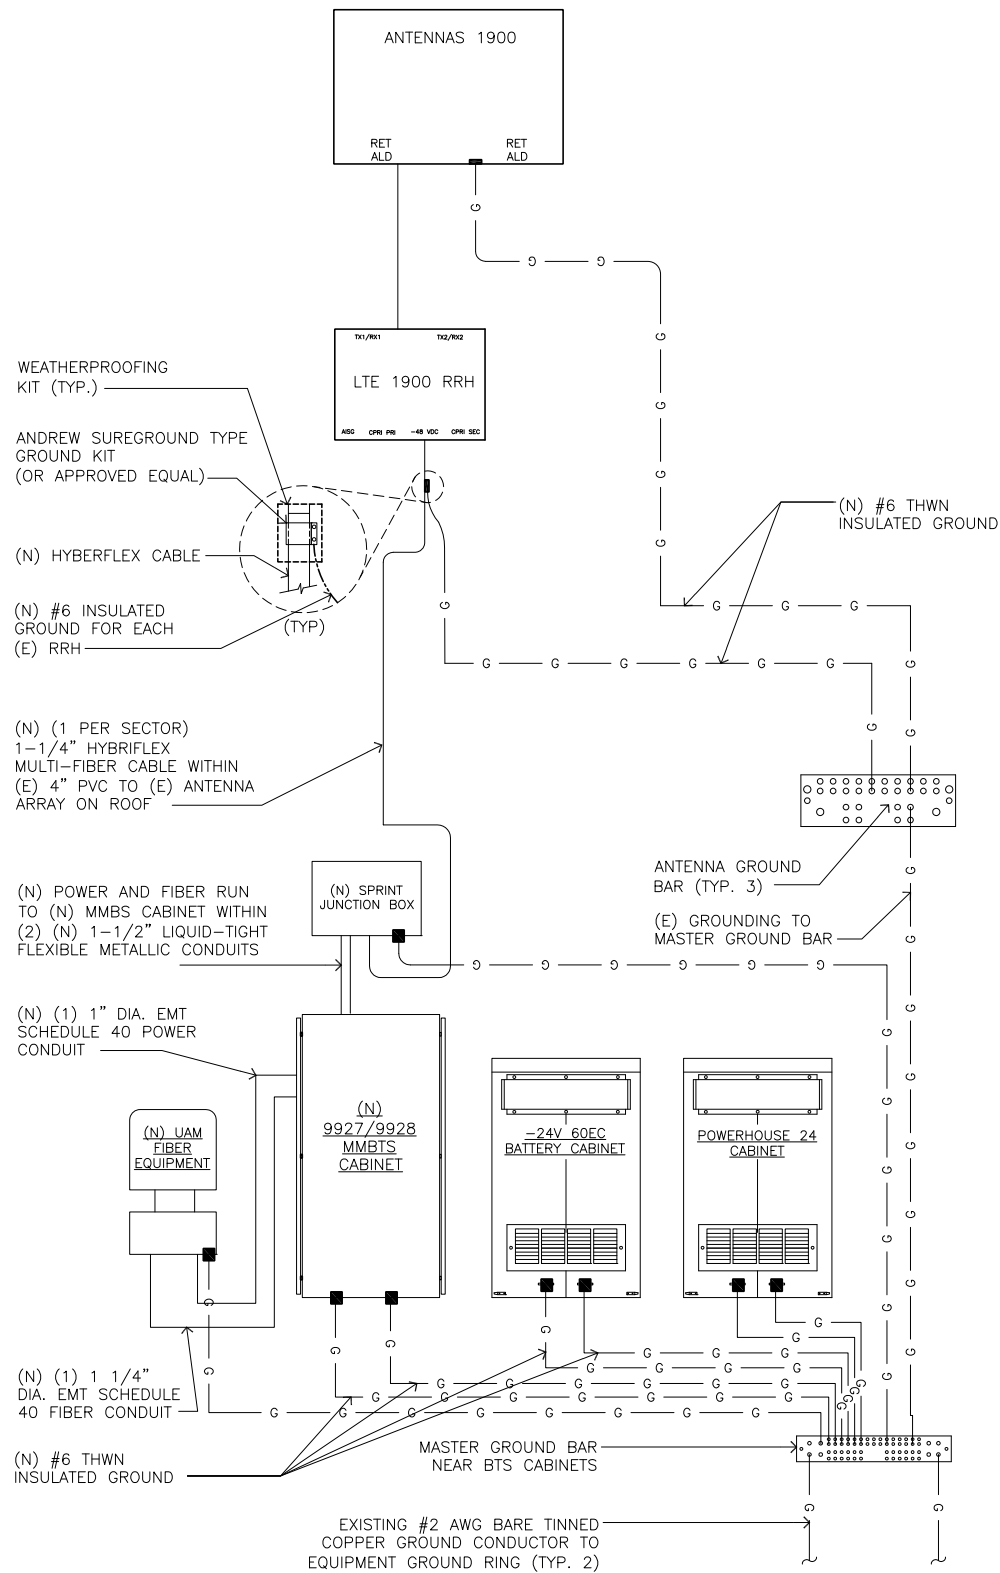 ANTENNAS 1900
RET
ALD
RET
ALD
TX1/RX1
TX2/RX2
LTE 1900 RRH
AISG
CPRI PRI
-48 VDC
CPRI SEC
WEATHERPROOFING
KIT (TYP.)
ANDREW SUREGROUND TYPE
GROUND KIT
(OR APPROVED EQUAL)
(N) HYBERFLEX CABLE
(N) #6 INSULATED
GROUND FOR EACH
(E) RRH
(TYP)
(N) #6 THWN
INSULATED GROUND
(N) (1 PER SECTOR)
1-1/4" HYBRIFLEX
MULTI-FIBER CABLE WITHIN
(E) 4" PVC TO (E) ANTENNA
ARRAY ON ROOF
ANTENNA GROUND
BAR (TYP. 3)
(E) GROUNDING TO
MASTER GROUND BAR
(N) SPRINT
JUNCTION BOX
(N) POWER AND FIBER RUN
TO (N) MMBS CABINET WITHIN
(2) (N) 1-1/2" LIQUID-TIGHT
FLEXIBLE METALLIC CONDUITS
(N) (1) 1" DIA. EMT
SCHEDULE 40 POWER
CONDUIT
(N) UAM
FIBER
EQUIPMENT
(N)
9927/9928
MMBTS
CABINET
-24V 60EC
BATTERY CABINET
POWERHOUSE 24
CABINET
(N) (1) 1 1/4"
DIA. EMT SCHEDULE
40 FIBER CONDUIT
(N) #6 THWN
INSULATED GROUND
MASTER GROUND BAR
NEAR BTS CABINETS
EXISTING #2 AWG BARE TINNED
COPPER GROUND CONDUCTOR TO
EQUIPMENT GROUND RING (TYP. 2)
G G G
G G G G
G G G
G G
G
G G G G G G
G
G G G G G G
G G G G G G
G G G G G G G
G
G G
G G
G
G
G G G
G G G G
G G G G G G
G G G G G G G
G G G G G G G G
G G G G
G G